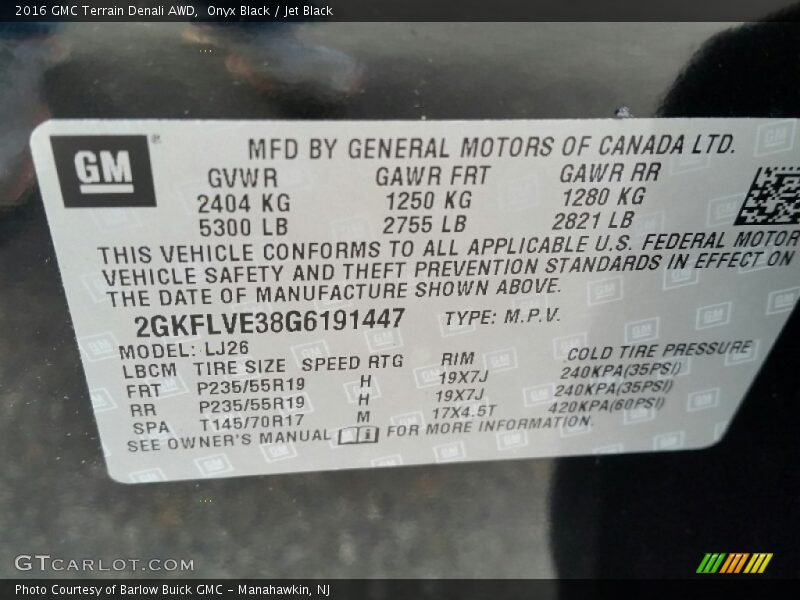 2016 GMC Terrain Denali AWD,  Onyx Black / Jet Black
GM ®
MFD BY GENERAL MOTORS OF CANADA LTD.
GVWR GAWR FRT GAWR RR
2404 KG 1250 KG 1280 KG
5300 LB 2755 LB 2821 LB
THIS VEHICLE CONFORMS TO ALL APPLICABLE U.S. FEDERAL MOTOR
VEHICLE SAFETY AND THEFT PREVENTION STANDARDS IN EFFECT ON
THE DATE OF MANUFACTURE SHOWN ABOVE.
2GKFLVE38G6191447 TYPE: M.P.V.
MODEL: LJ26
LBCM TIRE SIZE SPEED RTG RIM COLD TIRE PRESSURE
FRT P235/55R19 H 19X7J 240KPA(35PSI)
RR P235/55R19 H 19X7J 240KPA(35PSI)
SPA T145/70R17 M 17X4.5T 420KPA(60PSI)
SEE OWNER'S MANUAL FOR MORE INFORMATION.
GTCARLOT.COM
Photo Courtesy of Barlow Buick GMC - Manahawkin, NJ